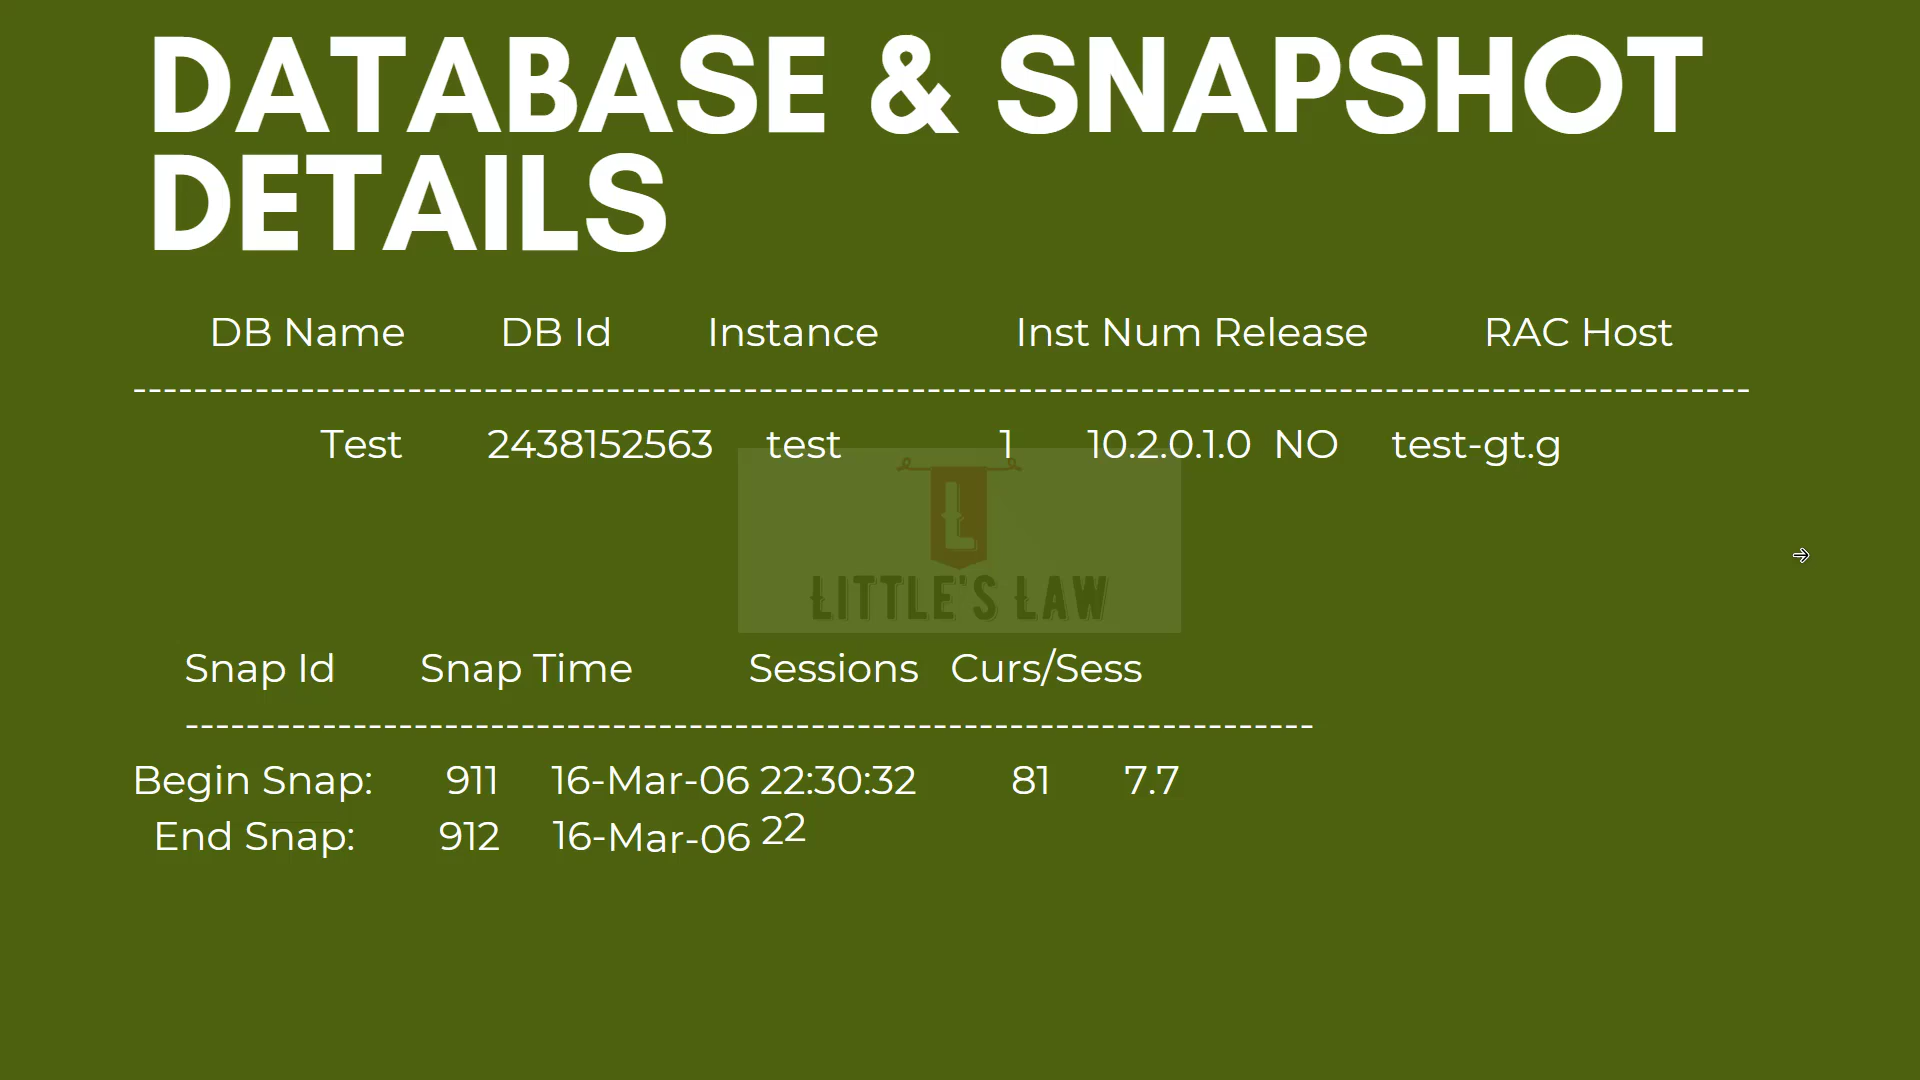 DATABASE & SNAPSHOT
DETAILS
DB Name DB Id Instance Inst Num Release RAC Host
----------------------------------------------------------------------------------------------------------
Test 2438152563 test 1 10.2.0.1.0 NO test-gt.g
L
LITTLE'S LAW
Snap Id Snap Time Sessions Curs/Sess
--------------------------------------------------------------------------
Begin Snap: 911 16-Mar-06 22:30:32 81 7.7
End Snap: 912 16-Mar-06 22